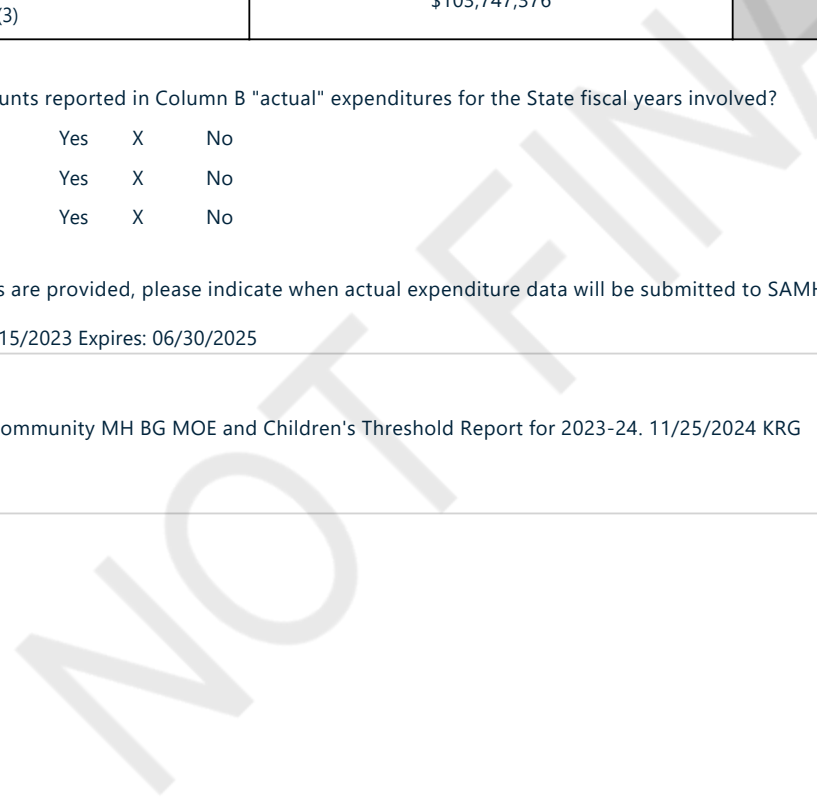 (3)
$103,747,376
unts reported in Column B "actual" expenditures for the State fiscal years involved?
Yes X No
Yes X No
Yes X No
s are provided, please indicate when actual expenditure data will be submitted to SAMH
15/2023 Expires: 06/30/2025
ommunity MH BG MOE and Children's Threshold Report for 2023-24. 11/25/2024 KRG
NOT FINA